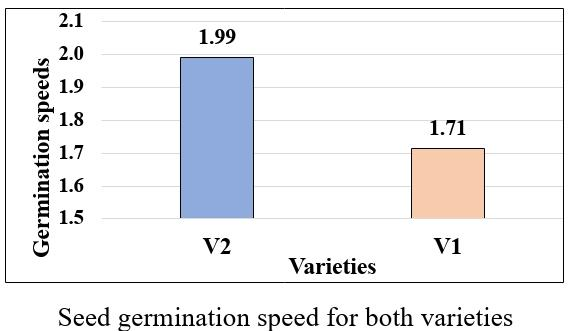 2.1
2.0
1.9
1.8
1.7
1.6
1.5
Germination speeds
1.99
1.71
V2
V1
Varieties
Seed germination speed for both varieties